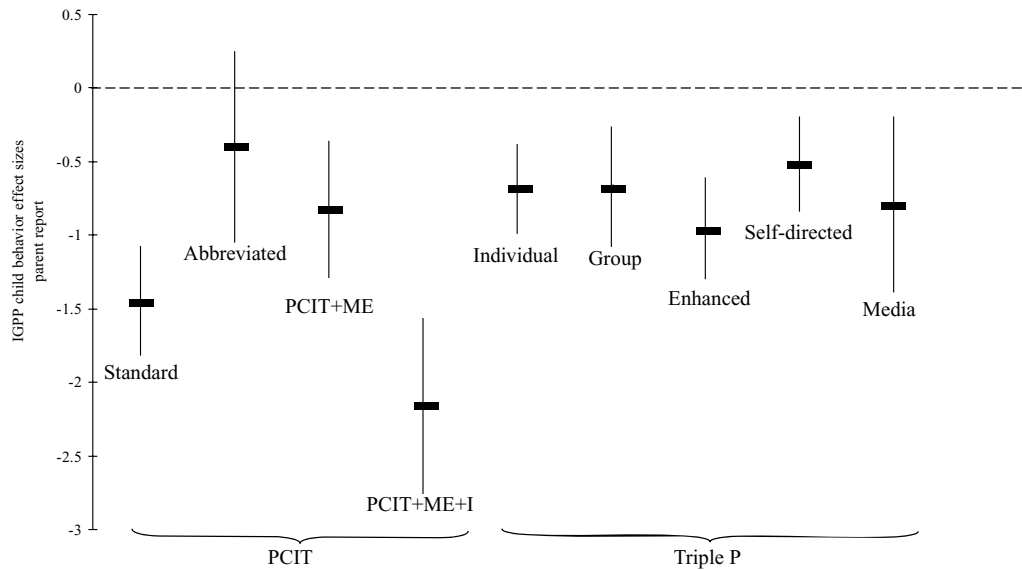 0.5
0
-0.5
-1
-1.5
-2
-2.5
-3
IGPP child behavior effect sizes
parent report
Standard
Abbreviated
PCIT+ME
PCIT+ME+I
Individual
Group
Enhanced
Self-directed
Media
PCIT
Triple P